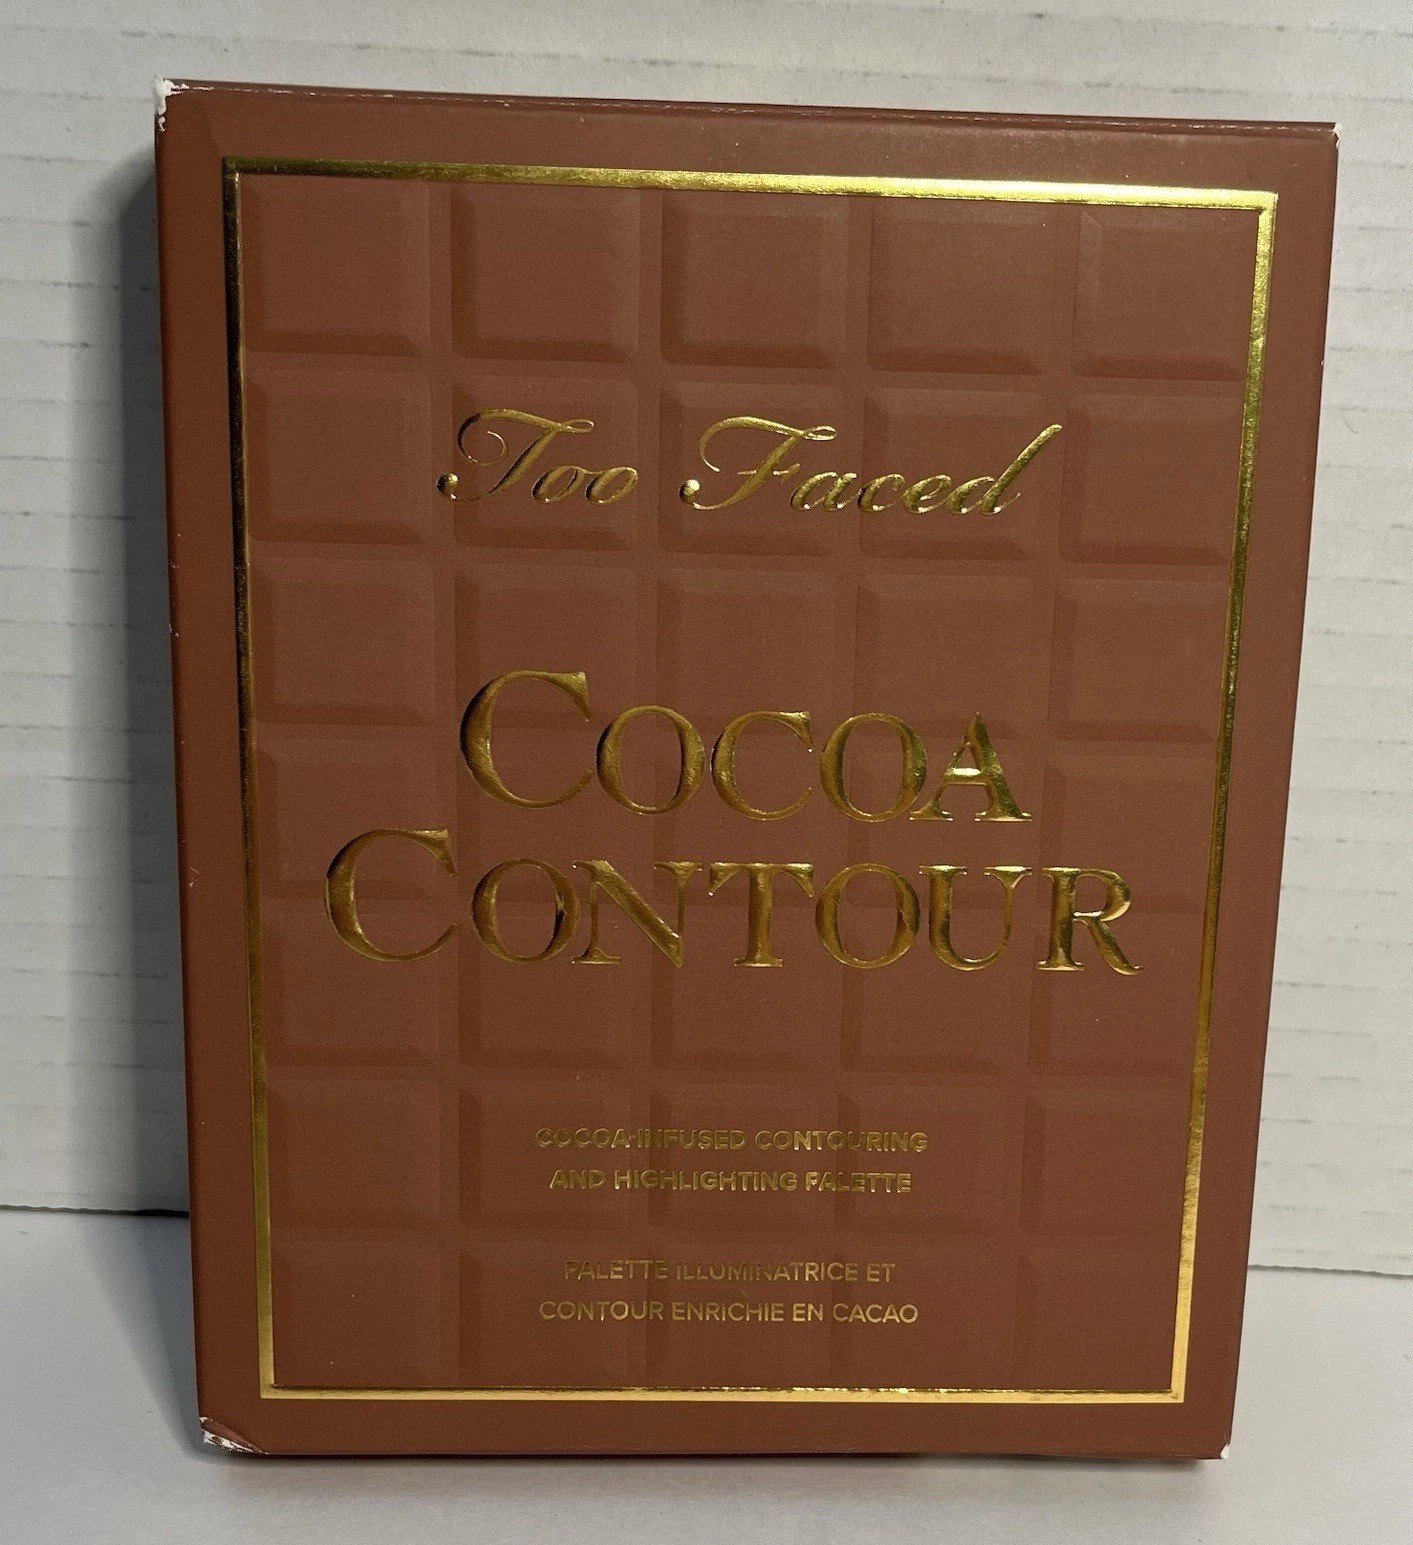 Too Faced
COCOA
CONTOUR
COCOA-INFUSED CONTOURING
AND HIGHLIGHTING PALETTE
PALETTE ILLUMINATRICE ET
CONTOUR ENRICHIE EN CACAO